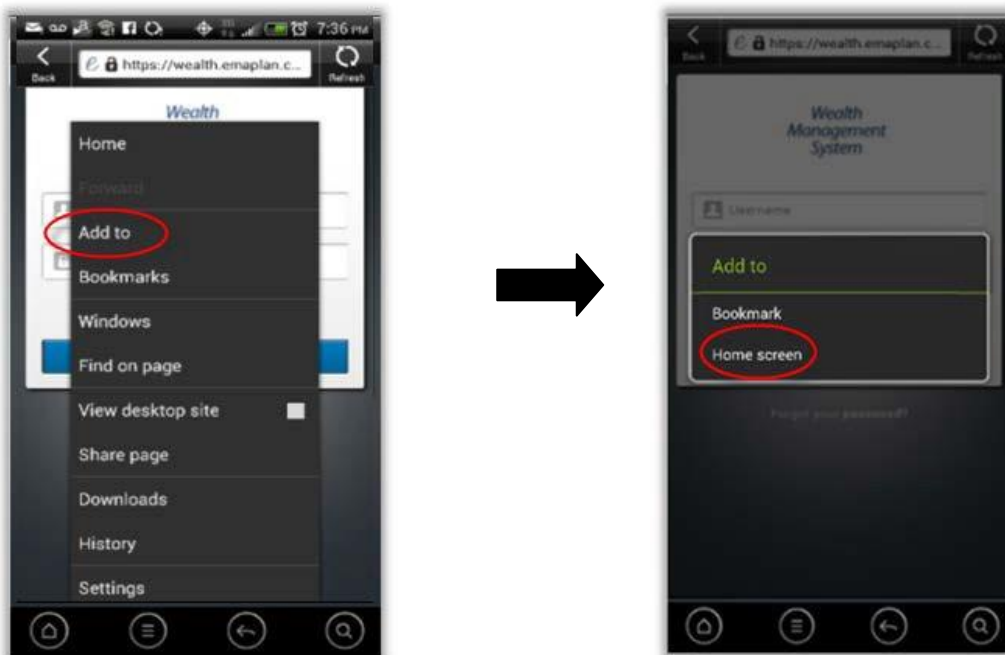 7:36 PM
Back
https://wealth.emaplan.c...
Refresh
Wealth
Home
Forward
Add to
Bookmarks
Windows
Find on page
View desktop site
Share page
Downloads
History
Settings
Back
https://wealth.emaplan.c...
Refresh
Wealth
Management
System
Username
Add to
Bookmark
Home screen
Forgot your password?